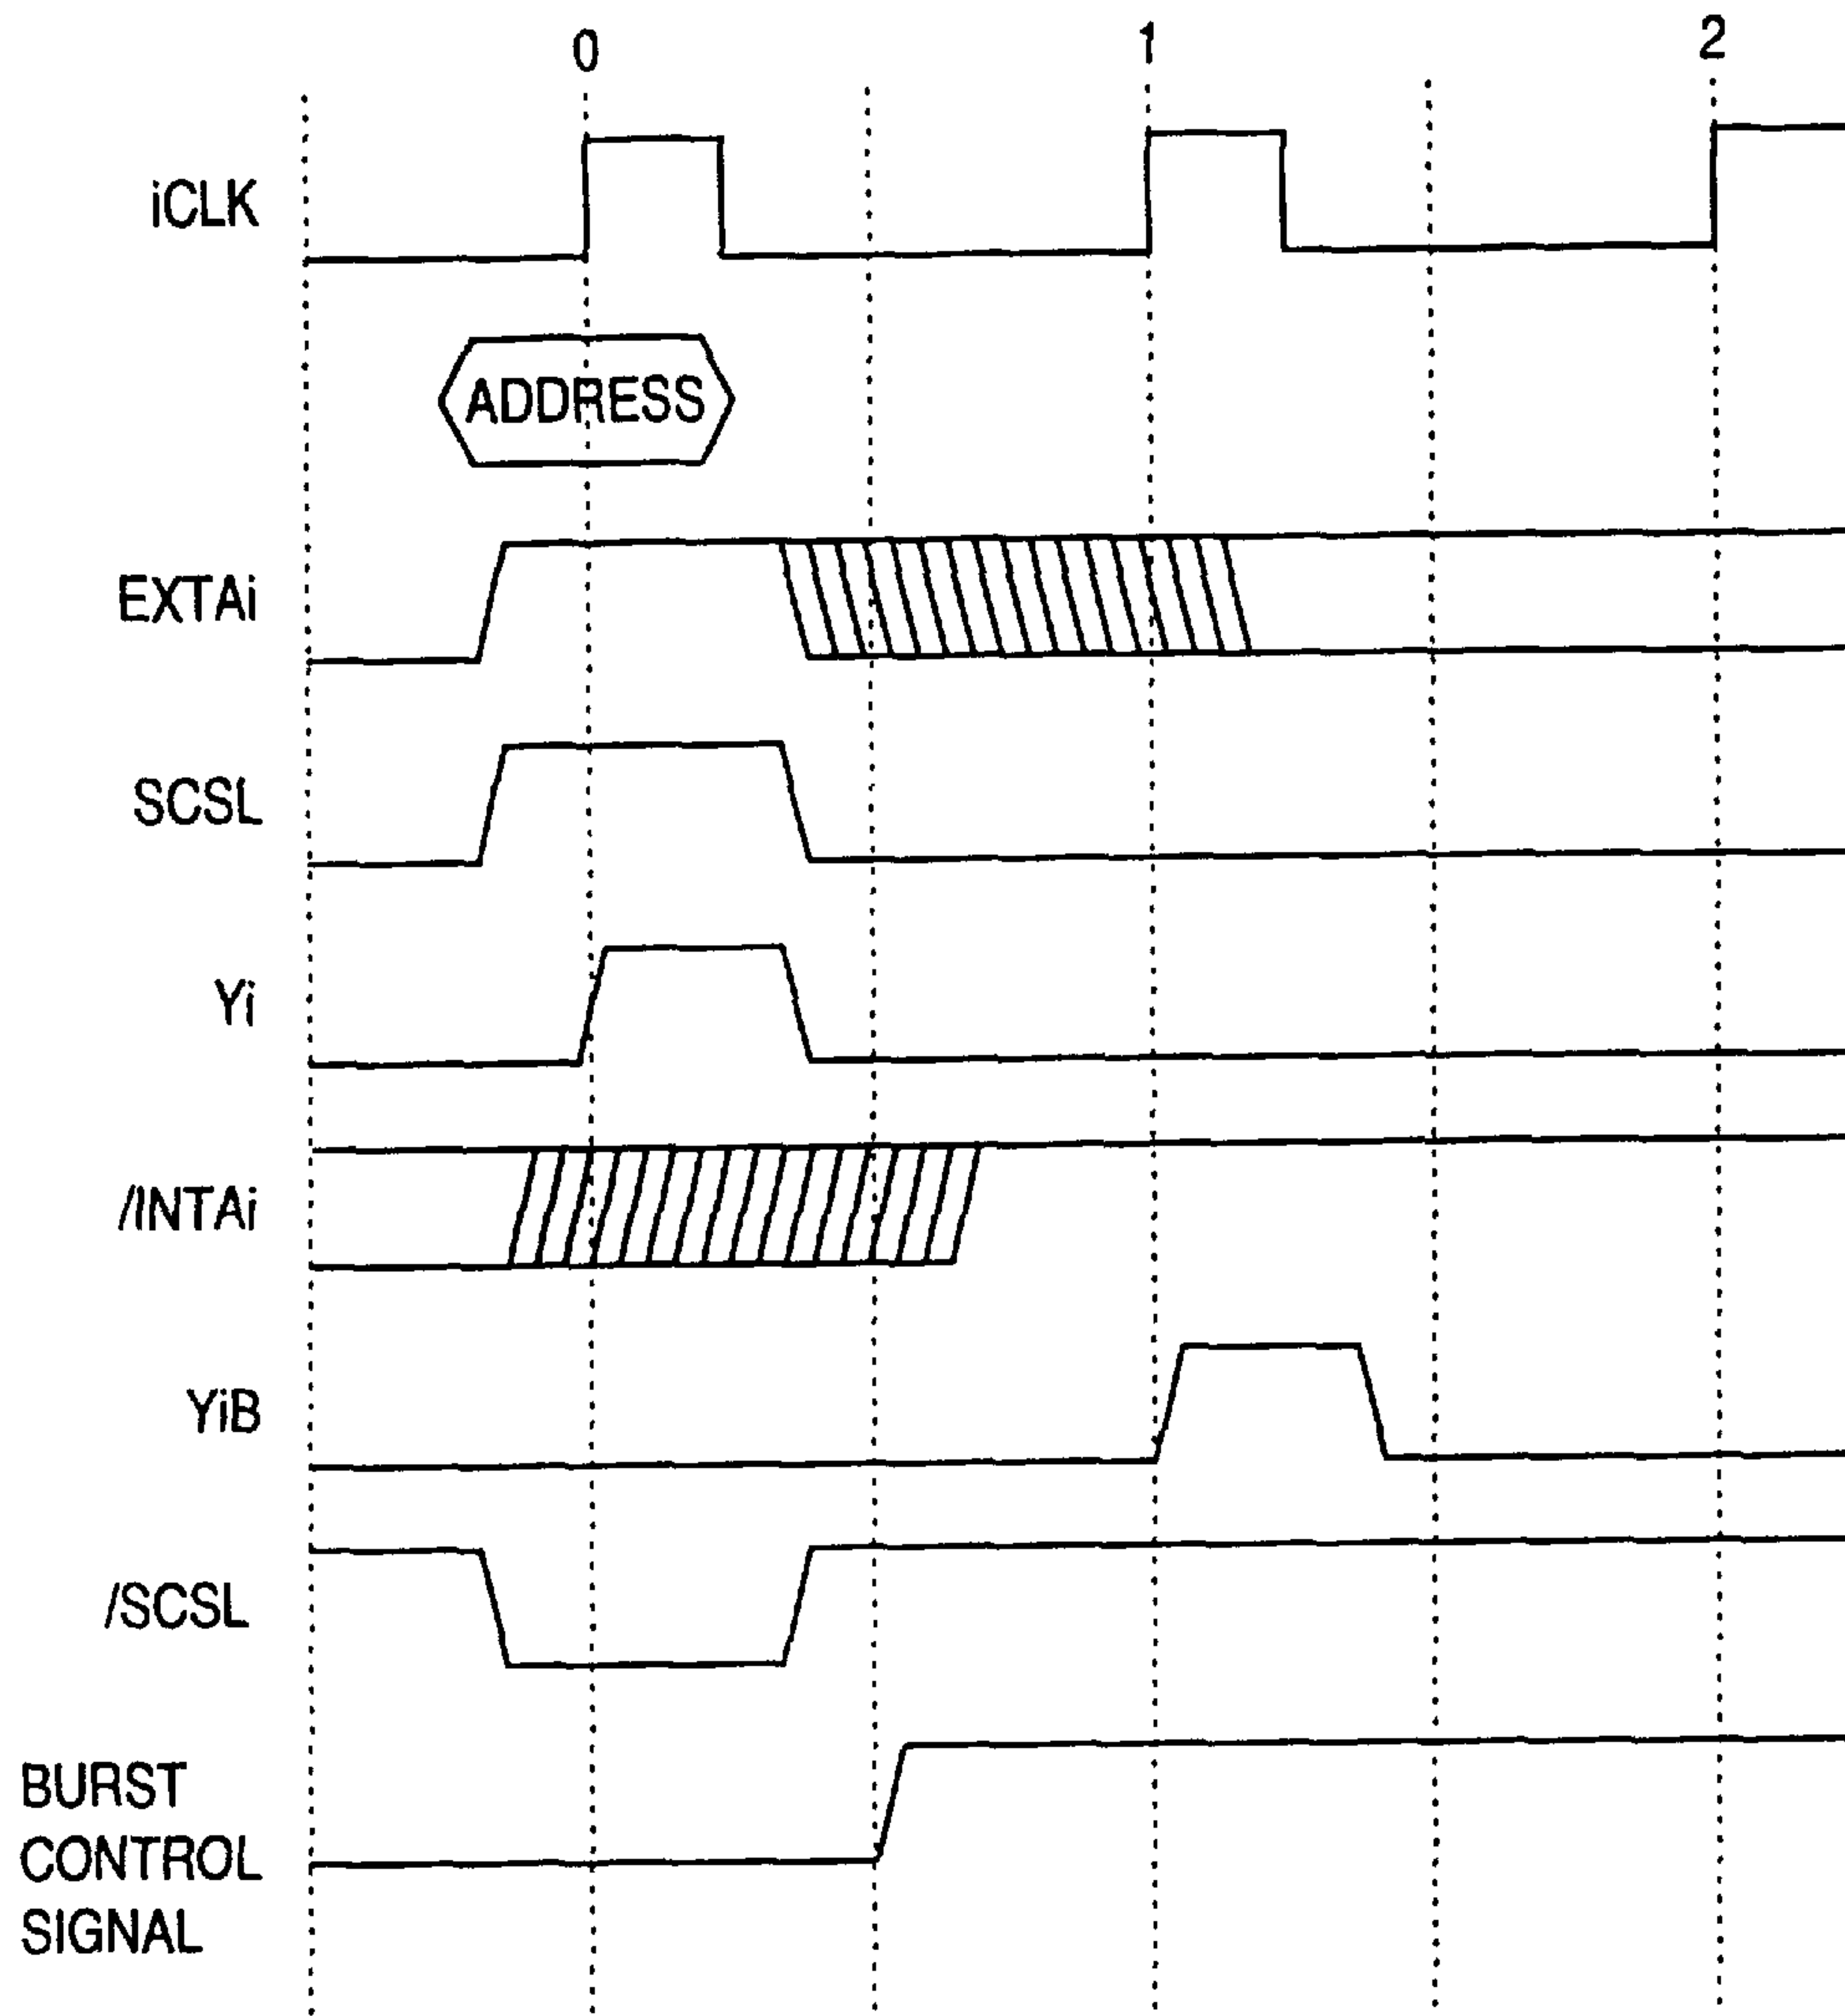 0 1 2
iCLK
ADDRESS
EXTAi
SCSL
Yi
/INTAi
YiB
/SCSL
BURST
CONTROL
SIGNAL